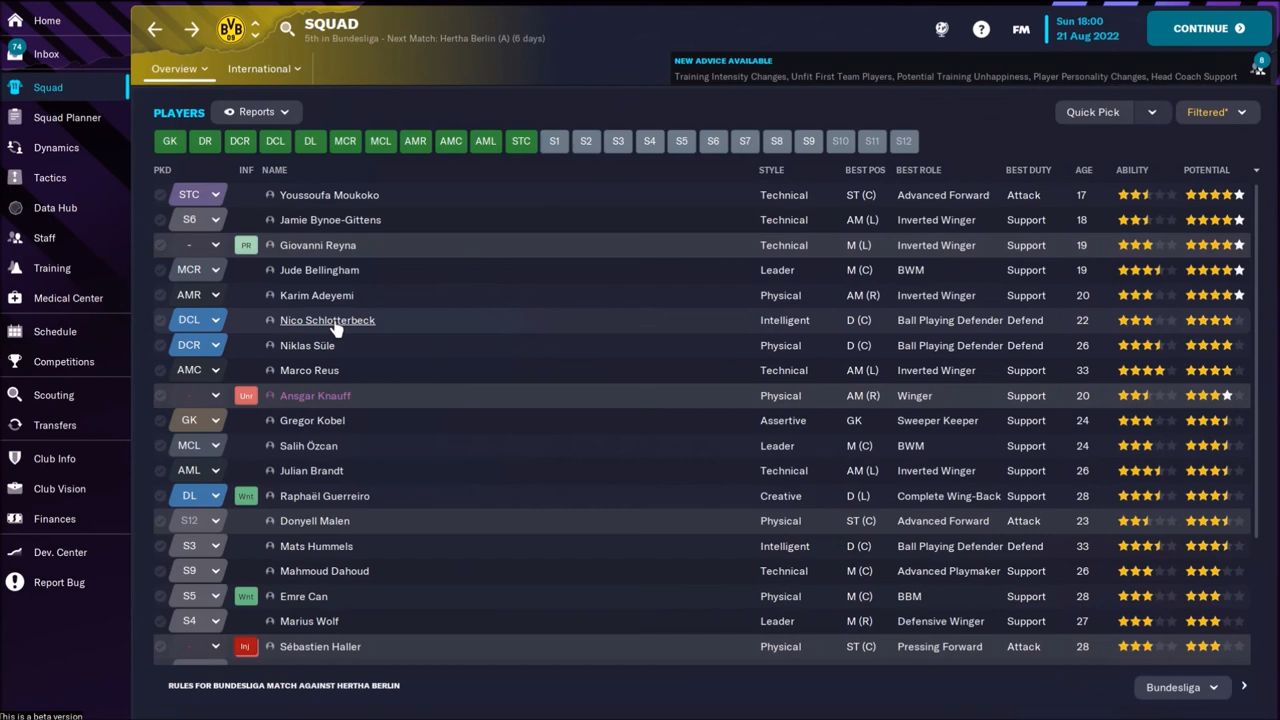 Home
74
Inbox
Squad
Squad Planner
Dynamics
Tactics
Data Hub
Staff
Training
Medical Center
Schedule
Competitions
Scouting
Transfers
Club Info
Club Vision
Finances
Dev. Center
Report Bug
This is a beta version
BVB
09
SQUAD
5th in Bundesliga - Next Match: Hertha Berlin (A) (6 days)
FM
Sun 18:00
21 Aug 2022
CONTINUE
Overview International
NEW ADVICE AVAILABLE
Training Intensity Changes, Unfit First Team Players, Potential Training Unhappiness, Player Personality Changes, Head Coach Support
8
PLAYERS Reports Quick Pick Filtered*
GK DR DCR DCL DL MCR MCL AMR AMC AML STC S1 S2 S3 S4 S5 S6 S7 S8 S9 S10 S11 S12
PKD INF NAME STYLE BEST POS BEST ROLE BEST DUTY AGE ABILITY POTENTIAL
STC Youssoufa Moukoko Technical ST (C) Advanced Forward Attack 17
S6 Jamie Bynoe-Gittens Technical AM (L) Inverted Winger Support 18
- PR Giovanni Reyna Technical M (L) Inverted Winger Support 19
MCR Jude Bellingham Leader M (C) BWM Support 19
AMR Karim Adeyemi Physical AM (R) Inverted Winger Support 20
DCL Nico Schlotterbeck Intelligent D (C) Ball Playing Defender Defend 22
DCR Niklas Süle Physical D (C) Ball Playing Defender Defend 26
AMC Marco Reus Technical AM (L) Inverted Winger Support 33
- Unr Ansgar Knauff Physical AM (R) Winger Support 20
GK Gregor Kobel Assertive GK Sweeper Keeper Support 24
MCL Salih Özcan Leader M (C) BWM Support 24
AML Julian Brandt Technical AM (L) Inverted Winger Support 26
DL Wnt Raphaël Guerreiro Creative D (L) Complete Wing-Back Support 28
S12 Donyell Malen Physical ST (C) Advanced Forward Attack 23
S3 Mats Hummels Intelligent D (C) Ball Playing Defender Defend 33
S9 Mahmoud Dahoud Technical M (C) Advanced Playmaker Support 26
S5 Wnt Emre Can Physical M (C) BBM Support 28
S4 Marius Wolf Leader M (R) Defensive Winger Support 27
- Inj Sébastien Haller Physical ST (C) Pressing Forward Attack 28
RULES FOR BUNDESLIGA MATCH AGAINST HERTHA BERLIN
Bundesliga